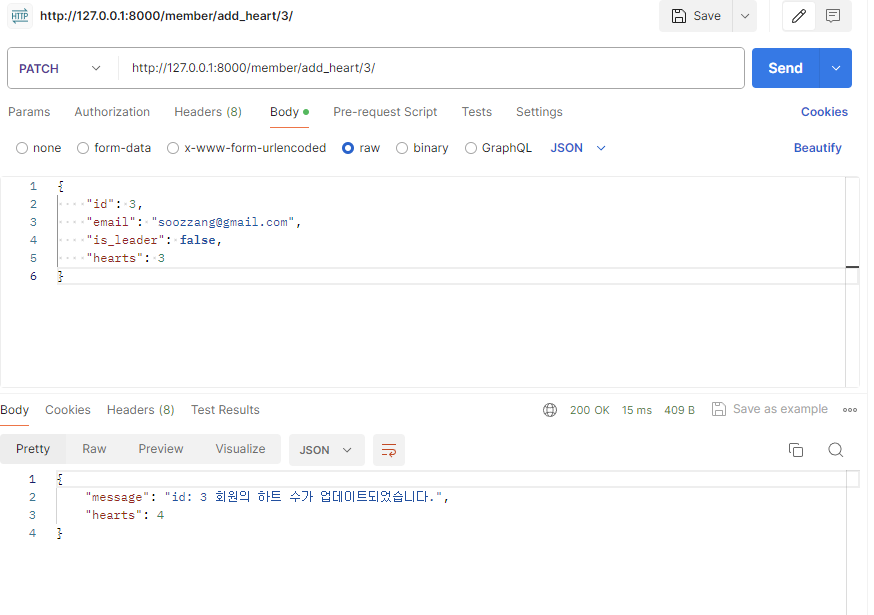 HTTP http://127.0.0.1:8000/member/add_heart/3/ Save
PATCH http://127.0.0.1:8000/member/add_heart/3/ Send
Params Authorization Headers (8) Body Pre-request Script Tests Settings Cookies
none form-data x-www-form-urlencoded raw binary GraphQL JSON Beautify
1 {
2 "id": 3,
3 "email": "soozzang@gmail.com",
4 "is_leader": false,
5 "hearts": 3
6 }
Body Cookies Headers (8) Test Results 200 OK 15 ms 409 B Save as example
Pretty Raw Preview Visualize JSON
1 {
2 "message": "id: 3 회원의 하트 수가 업데이트되었습니다.",
3 "hearts": 4
4 }